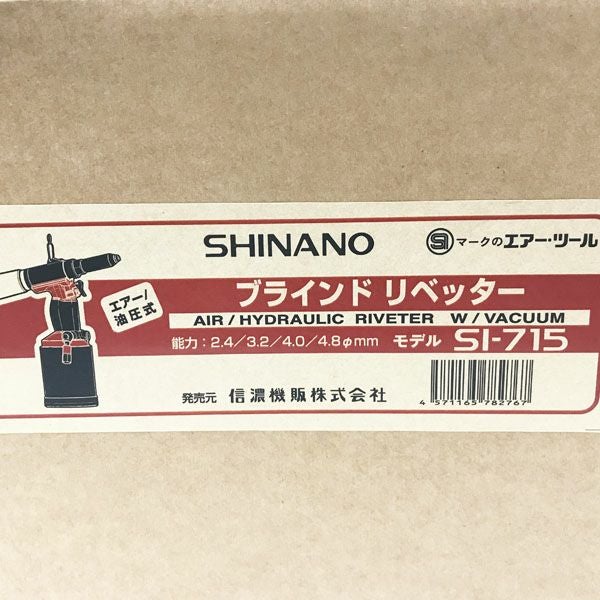 SHINANO
SI マークのエアー・ツール
エアー/
油圧式
ブラインド リベッター
AIR / HYDRAULIC RIVETER W / VACUUM
能力：2.4／3.2／4.0／4.8φmm モデル SI-715
発売元 信濃機販株式会社
4 571165 782767